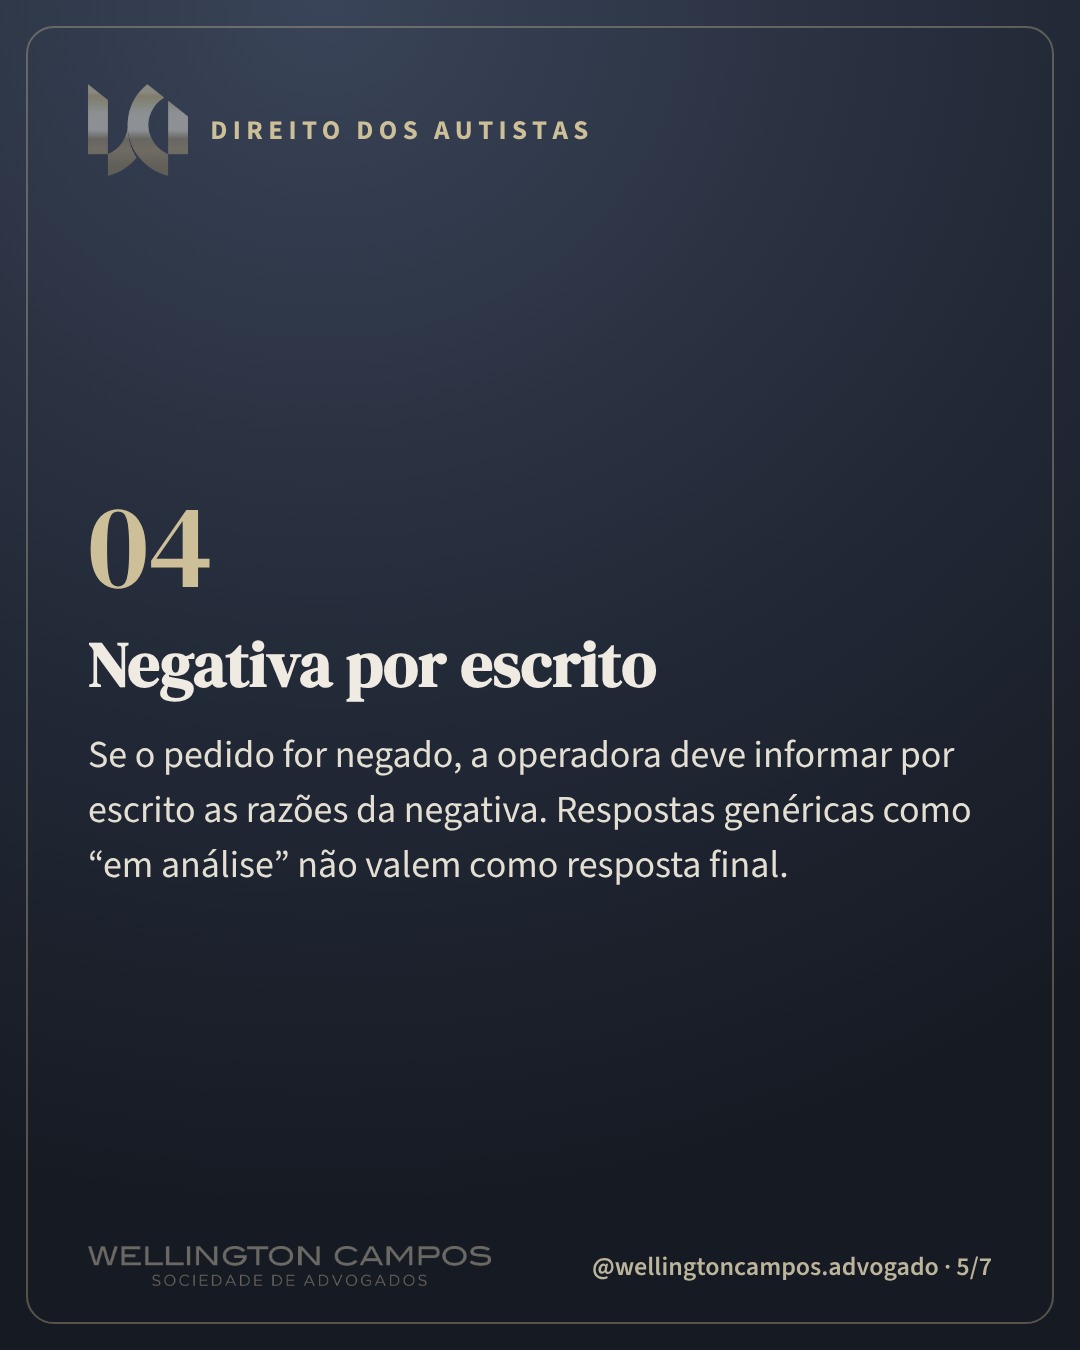 DIREITO DOS AUTISTAS
04
Negativa por escrito
Se o pedido for negado, a operadora deve informar por
escrito as razões da negativa. Respostas genéricas como
“em análise” não valem como resposta final.
WELLINGTON CAMPOS
SOCIEDADE DE ADVOGADOS
@wellingtoncampos.advogado · 5/7